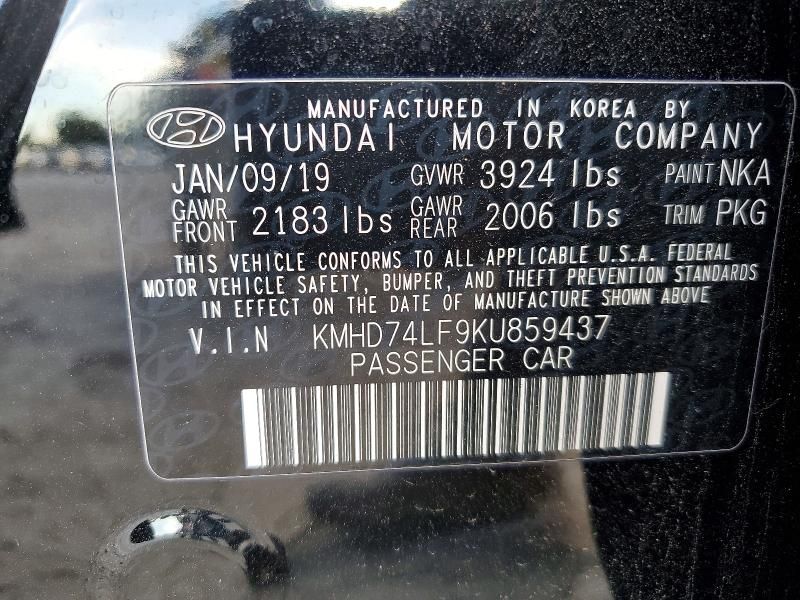 MANUFACTURED IN KOREA BY
HYUNDAI MOTOR COMPANY
JAN/09/19 GVWR 3924 lbs PAINT NKA
GAWR FRONT 2183 lbs GAWR REAR 2006 lbs TRIM PKG
THIS VEHICLE CONFORMS TO ALL APPLICABLE U.S.A. FEDERAL
MOTOR VEHICLE SAFETY, BUMPER, AND THEFT PREVENTION STANDARDS
IN EFFECT ON THE DATE OF MANUFACTURE SHOWN ABOVE
V.I.N KMHD74LF9KU859437
PASSENGER CAR